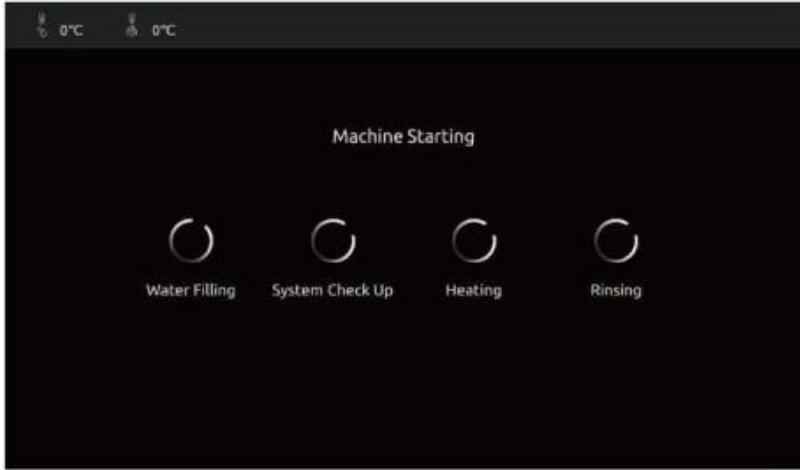 0°C 0°C
Machine Starting
Water Filling System Check Up Heating Rinsing